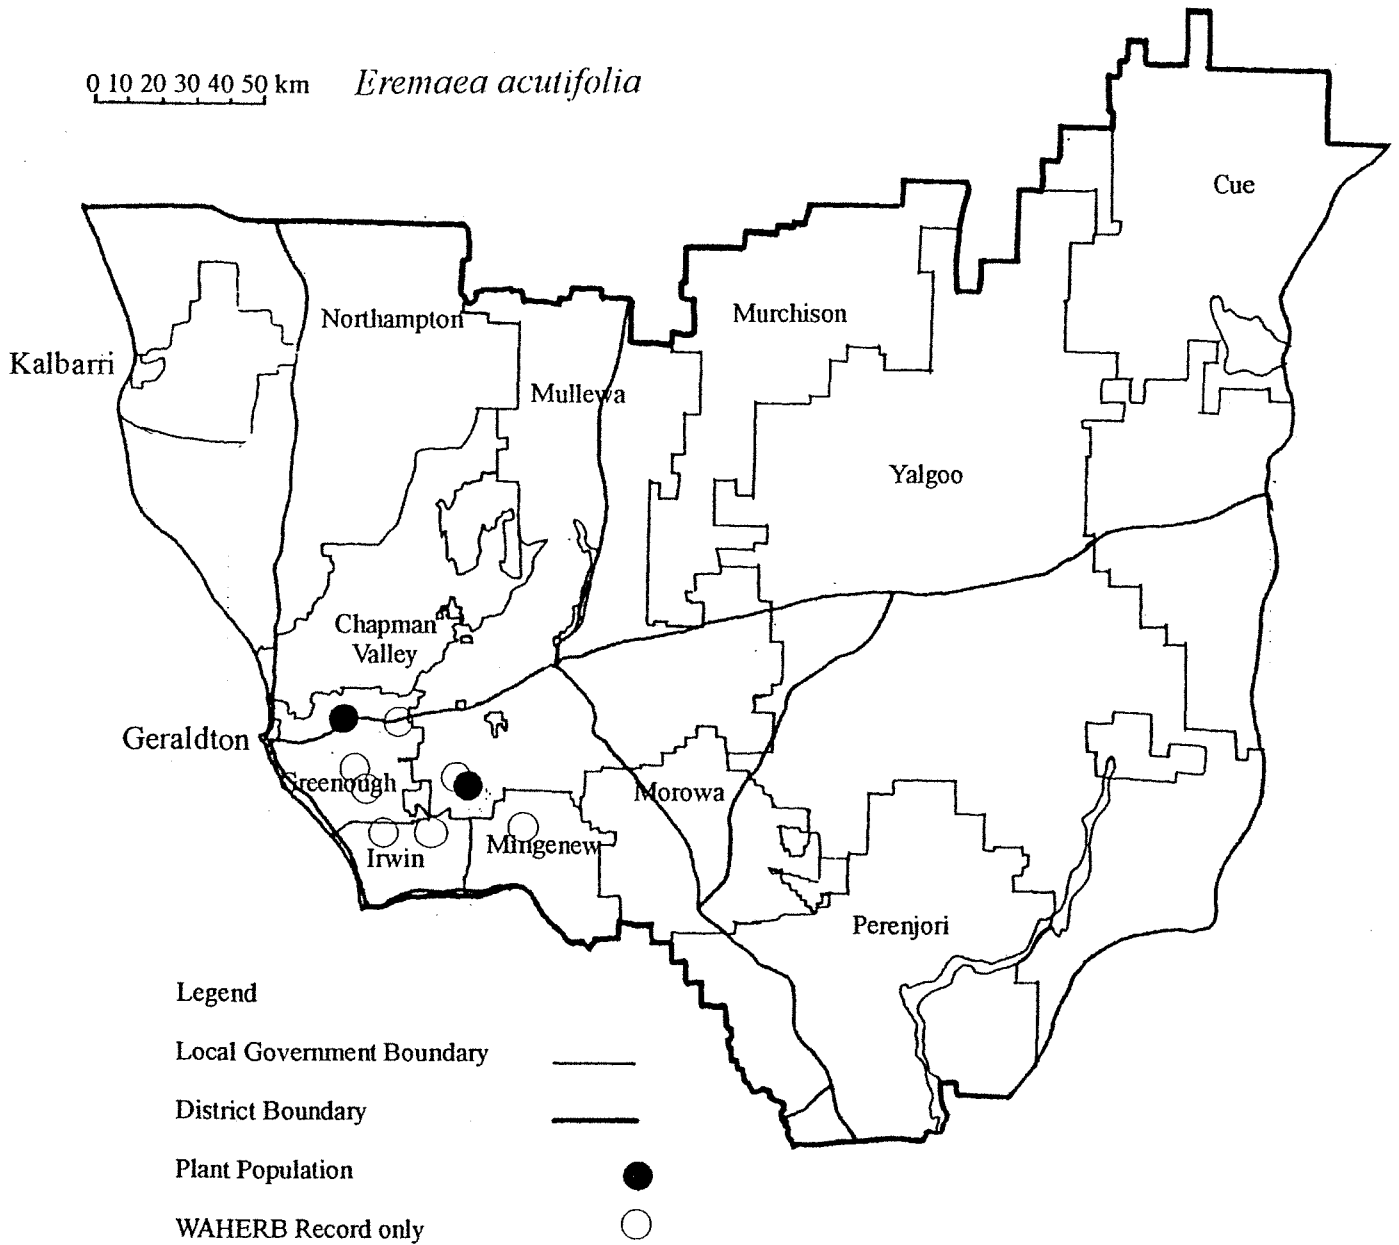 0 10 20 30 40 50 km
Eremaea acutifolia
Cue
Northampton
Murchison
Kalbarri
Mullewa
Yalgoo
Chapman
Valley
Geraldton
Greenough
Morowa
Irwin
Mingenew
Perenjori
Legend
Local Government Boundary
District Boundary
Plant Population
WAHERB Record only